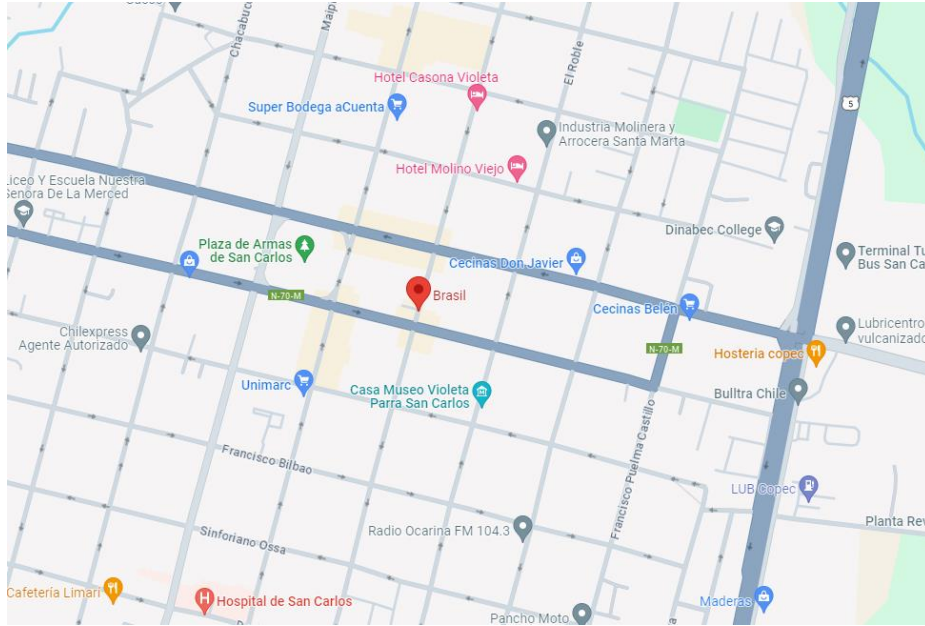 Chacabuco
Maip
El Roble
Hotel Casona Violeta
Super Bodega aCuenta
5
Industria Molinera y
Arrocera Santa Marta
Hotel Molino Viejo
Liceo Y Escuela Nuestra
Señora De La Merced
Dinabec College
Plaza de Armas
de San Carlos
Terminal Tu
Bus San Ca
Cecinas Don Javier
N-70-M
Brasil
Cecinas Belén
Chilexpress
Agente Autorizado
Lubricentro
vulcanizado
N-70-M
Hosteria copec
Unimarc
Casa Museo Violeta
Parra San Carlos
Bulltra Chile
Francisco Puelma Castillo
Francisco Bilbao
LUB Copec
Radio Ocarina FM 104.3
Planta Rev
Sinforiano Ossa
Cafetería Limarí
Hospital de San Carlos
Maderas
Pancho Moto